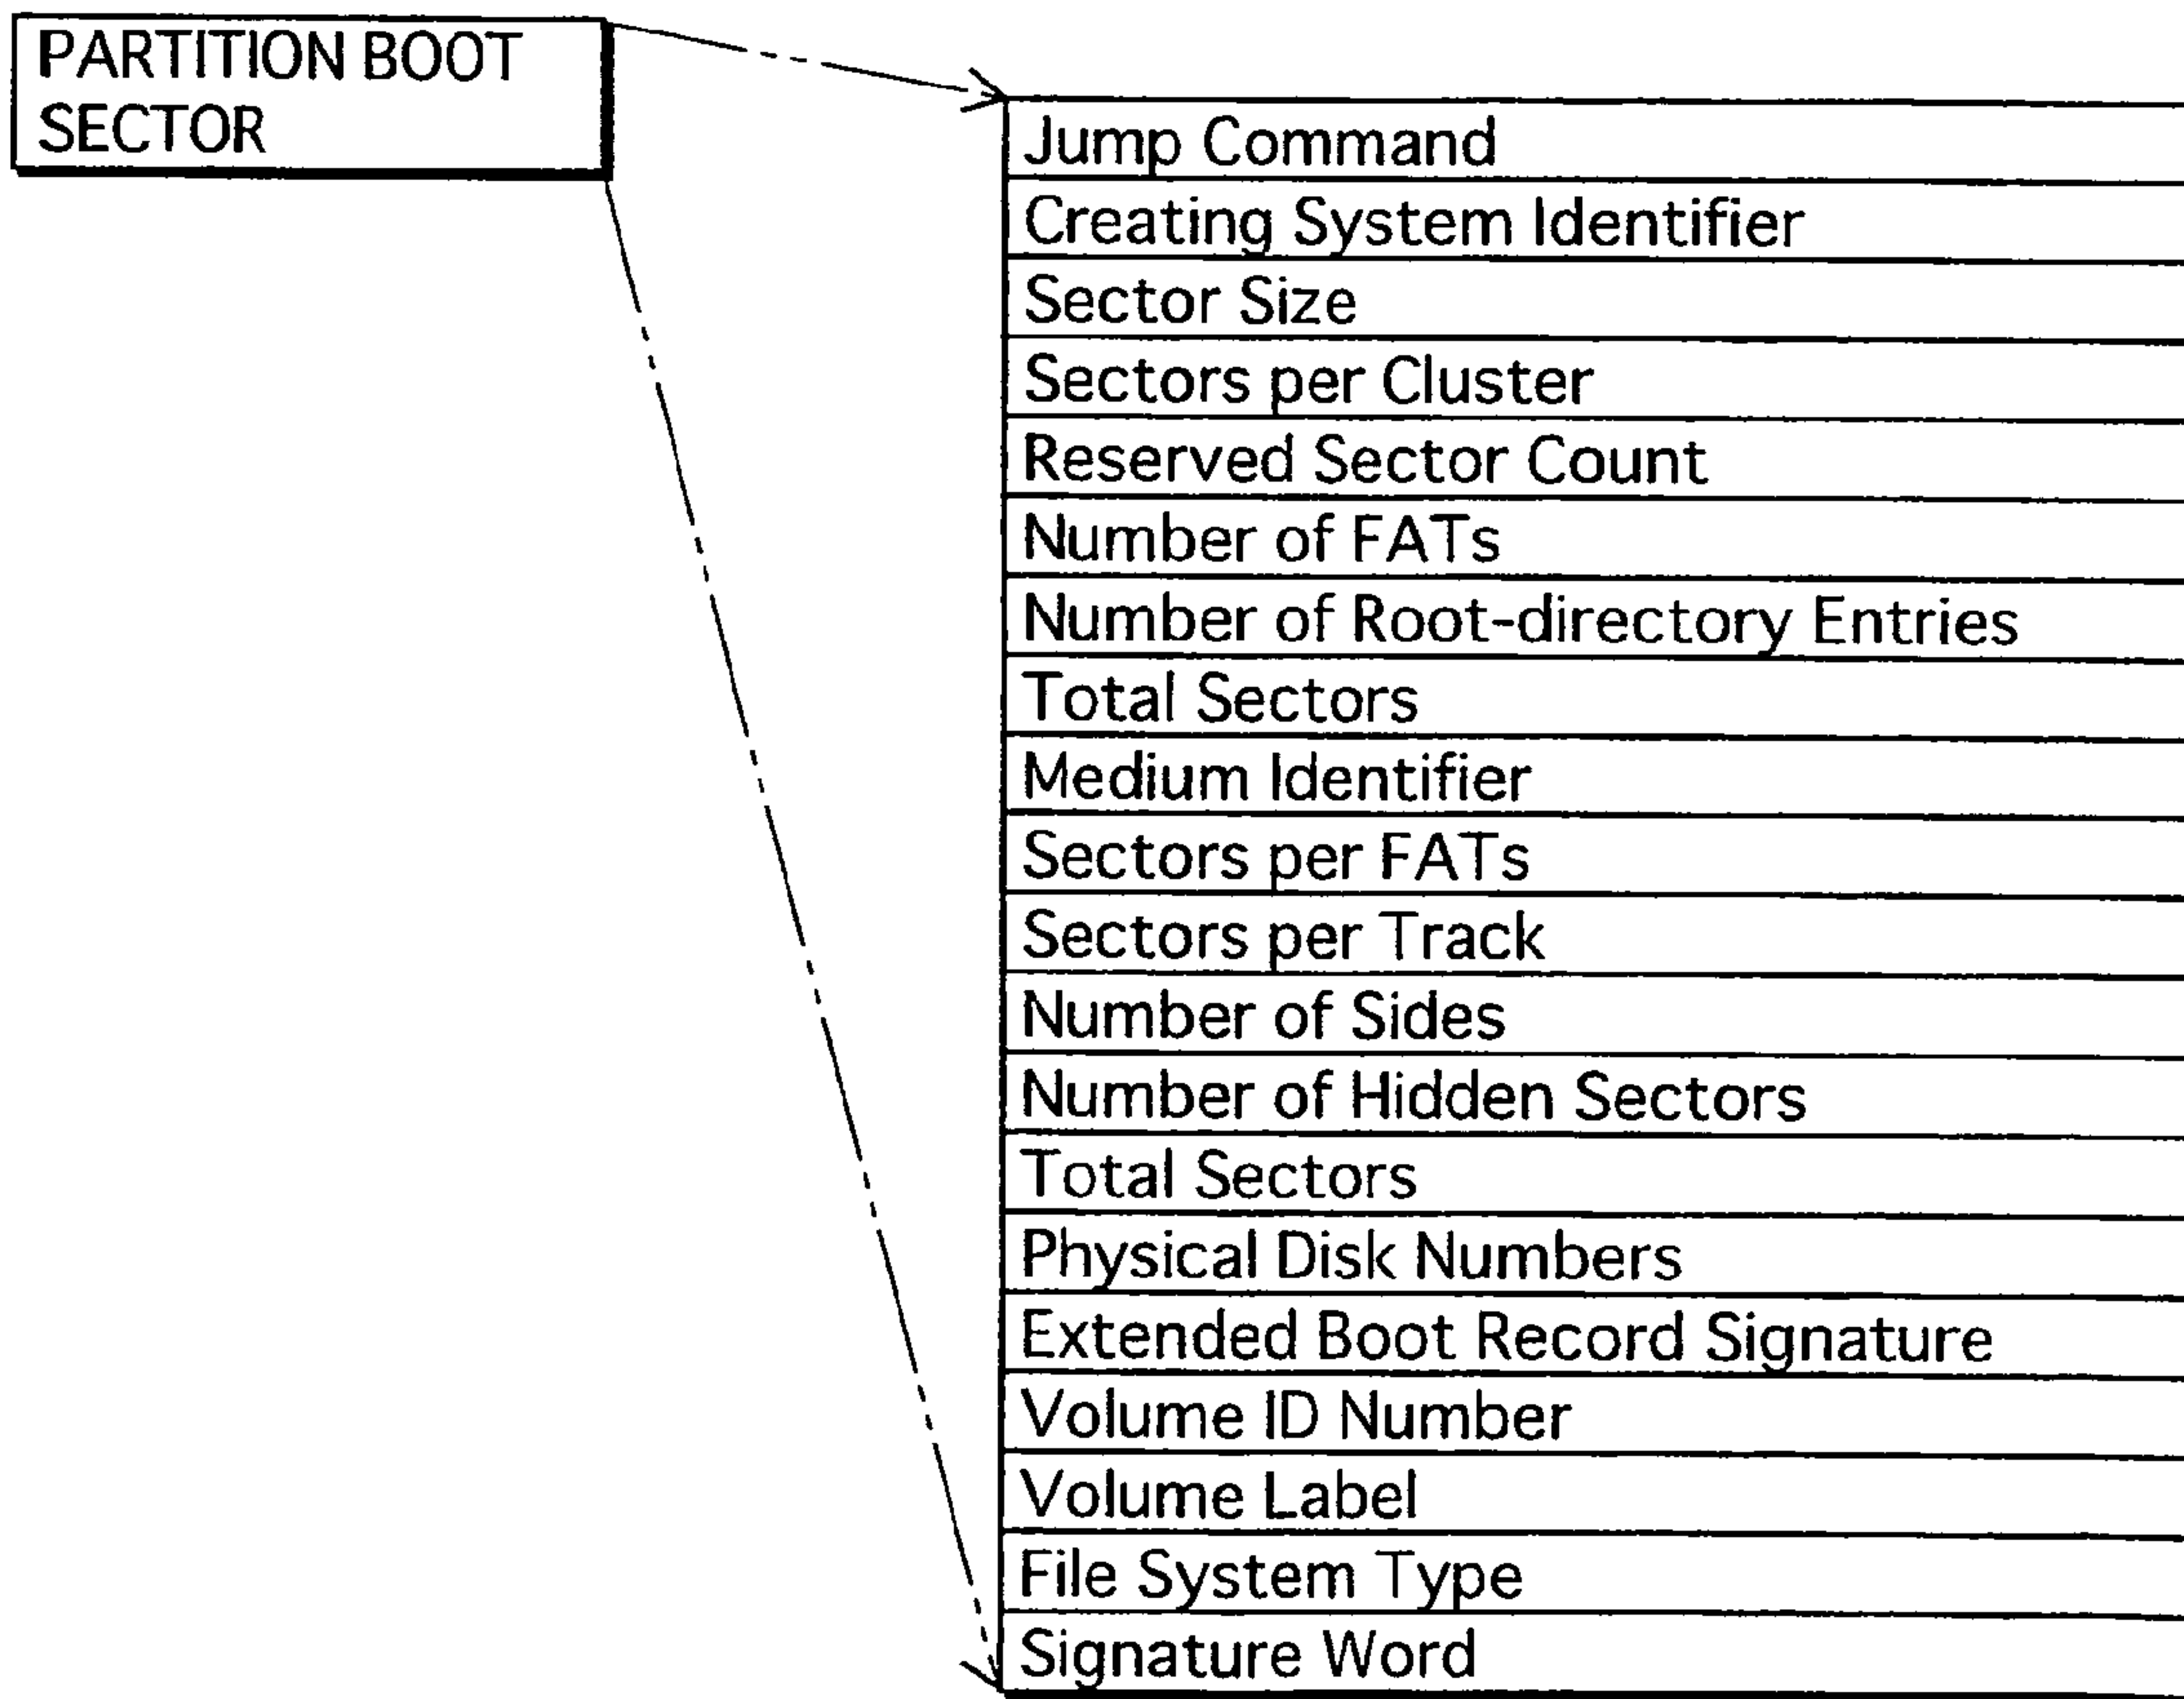 PARTITION BOOT
SECTOR
Jump Command
Creating System Identifier
Sector Size
Sectors per Cluster
Reserved Sector Count
Number of FATs
Number of Root-directory Entries
Total Sectors
Medium Identifier
Sectors per FATs
Sectors per Track
Number of Sides
Number of Hidden Sectors
Total Sectors
Physical Disk Numbers
Extended Boot Record Signature
Volume ID Number
Volume Label
File System Type
Signature Word